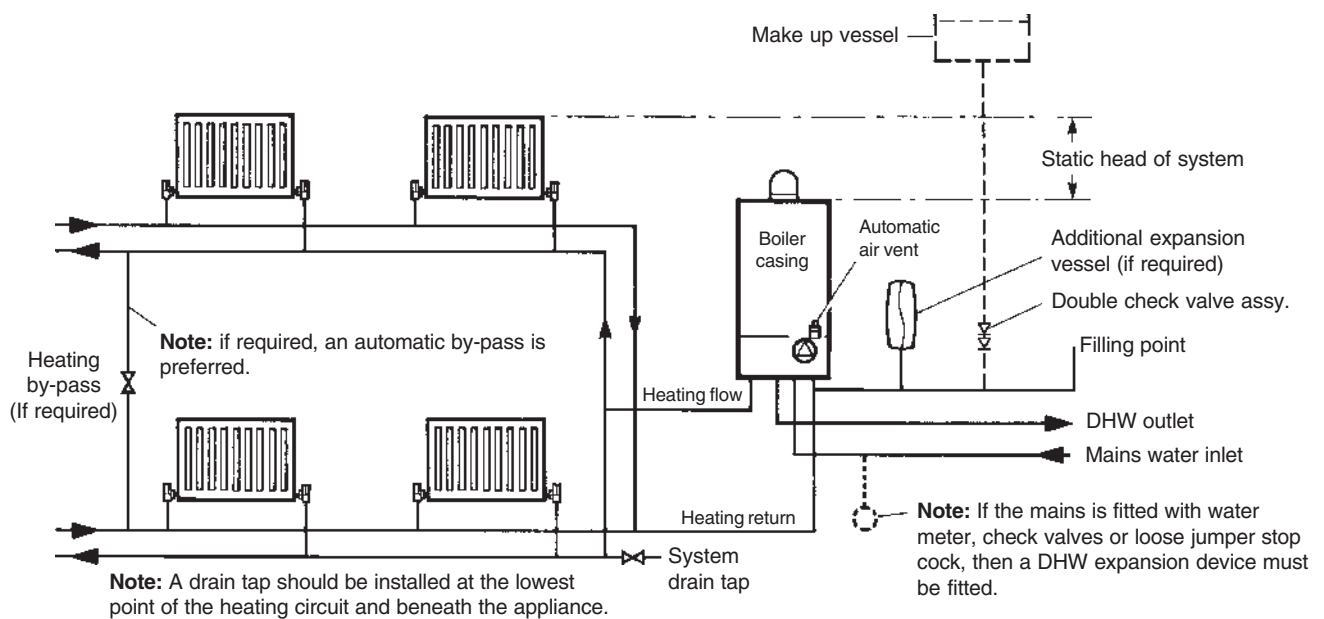 Make up vessel
Static head of system
Boiler
casing
Automatic
air vent
Additional expansion
vessel (if required)
Double check valve assy.
Filling point
Note: if required, an automatic by-pass is
preferred.
Heating
by-pass
(If required)
Heating flow
DHW outlet
Mains water inlet
Heating return
Note: If the mains is fitted with water
meter, check valves or loose jumper stop
cock, then a DHW expansion device must
be fitted.
System
drain tap
Note: A drain tap should be installed at the lowest
point of the heating circuit and beneath the appliance.